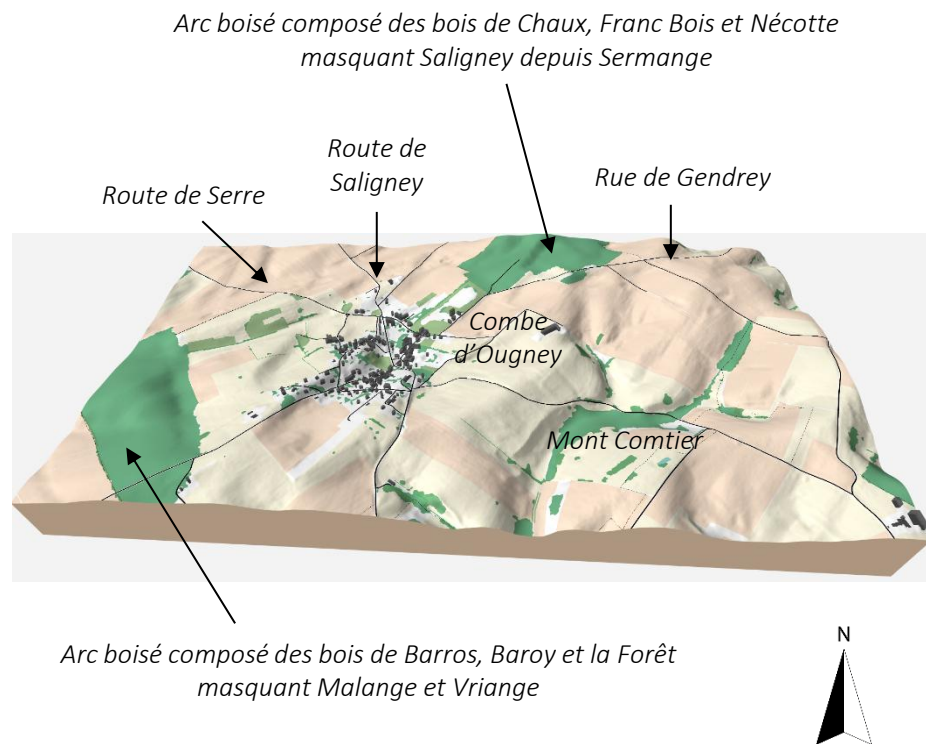 Arc boisé composé des bois de Chaux, Franc Bois et Nécotte
masquant Saligney depuis Sermange
Route de
Saligney
Route de Serre
Rue de Gendrey
Combe
d’Ougney
Mont Comtier
Arc boisé composé des bois de Barros, Baroy et la Forêt
masquant Malange et Vriange
N